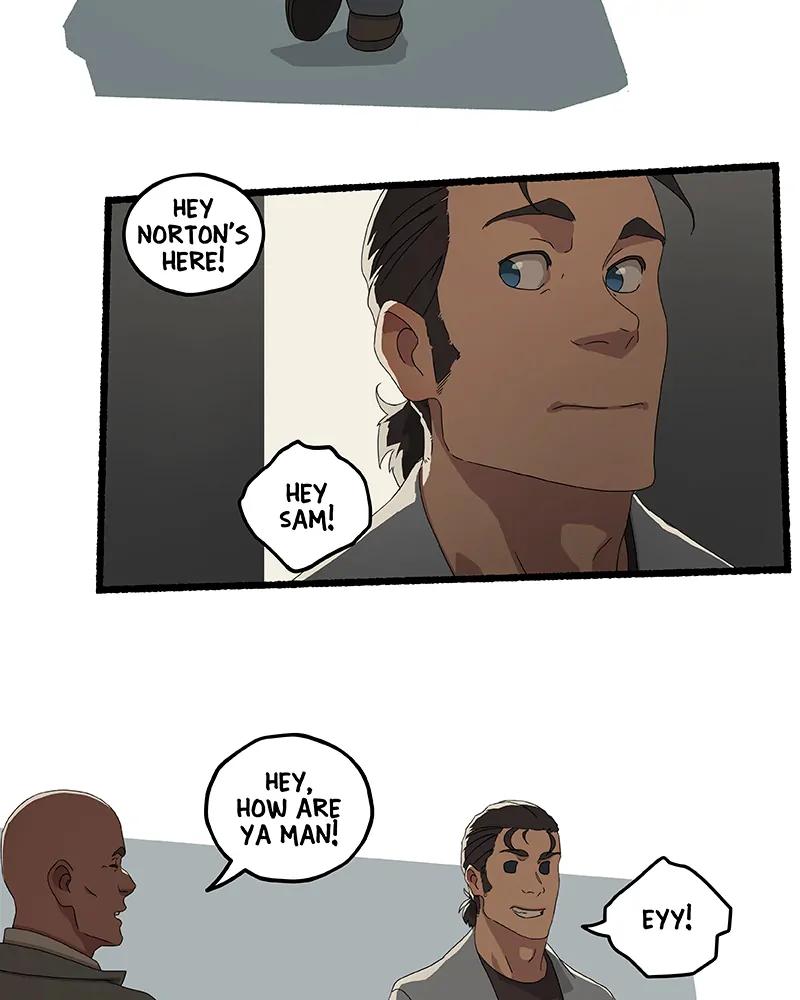 HEY
NORTON'S
HERE!
HEY
SAM!
HEY,
HOW ARE
YA MAN!
EYY!